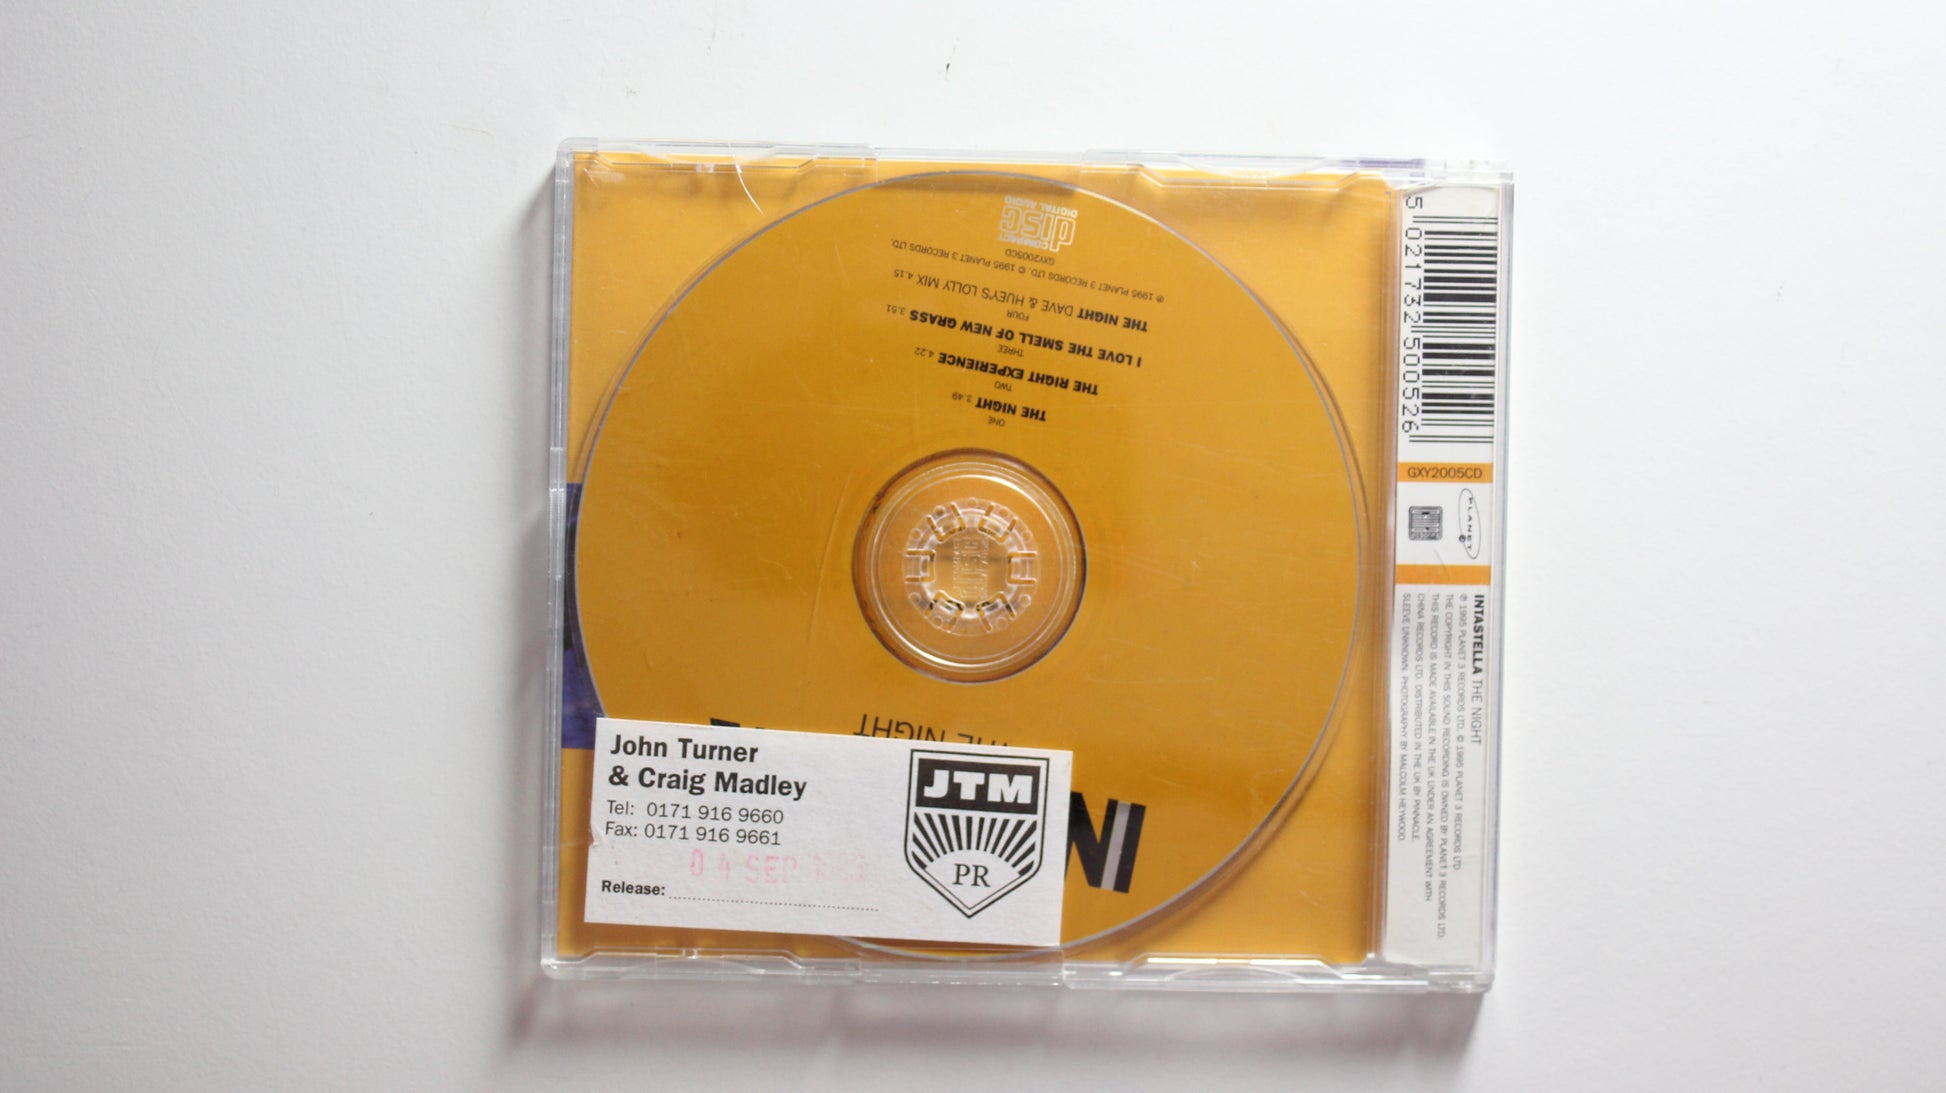 COMPACT
disc
DIGITAL AUDIO
GXY2005CD
℗ 1995 PLANET 3 RECORDS LTD. © 1995 PLANET 3 RECORDS LTD.
THE NIGHT DAVE & HUEY'S LOLLY MIX 4.15
FOUR
I LOVE THE SMELL OF NEW GRASS 3.51
THREE
THE RIGHT EXPERIENCE 4.22
TWO
THE NIGHT 3.49
ONE
THE NIGHT
IN
John Turner
& Craig Madley
Tel: 0171 916 9660
Fax: 0171 916 9661
04 SEP
Release:
JTM
PR
5 021732 500526
GXY2005CD
PLANET 3
INTASTELLA THE NIGHT
℗ 1995 PLANET 3 RECORDS LTD. © 1995 PLANET 3 RECORDS LTD.
THE COPYRIGHT IN THIS SOUND RECORDING IS OWNED BY PLANET 3 RECORDS LTD.
THIS RECORD IS MADE AVAILABLE IN THE UK UNDER AN AGREEMENT WITH
CHINA RECORDS LTD. DISTRIBUTED IN THE UK BY PINNACLE.
SLEEVE UNKNOWN. PHOTOGRAPHY BY MALCOLM HEYWOOD.